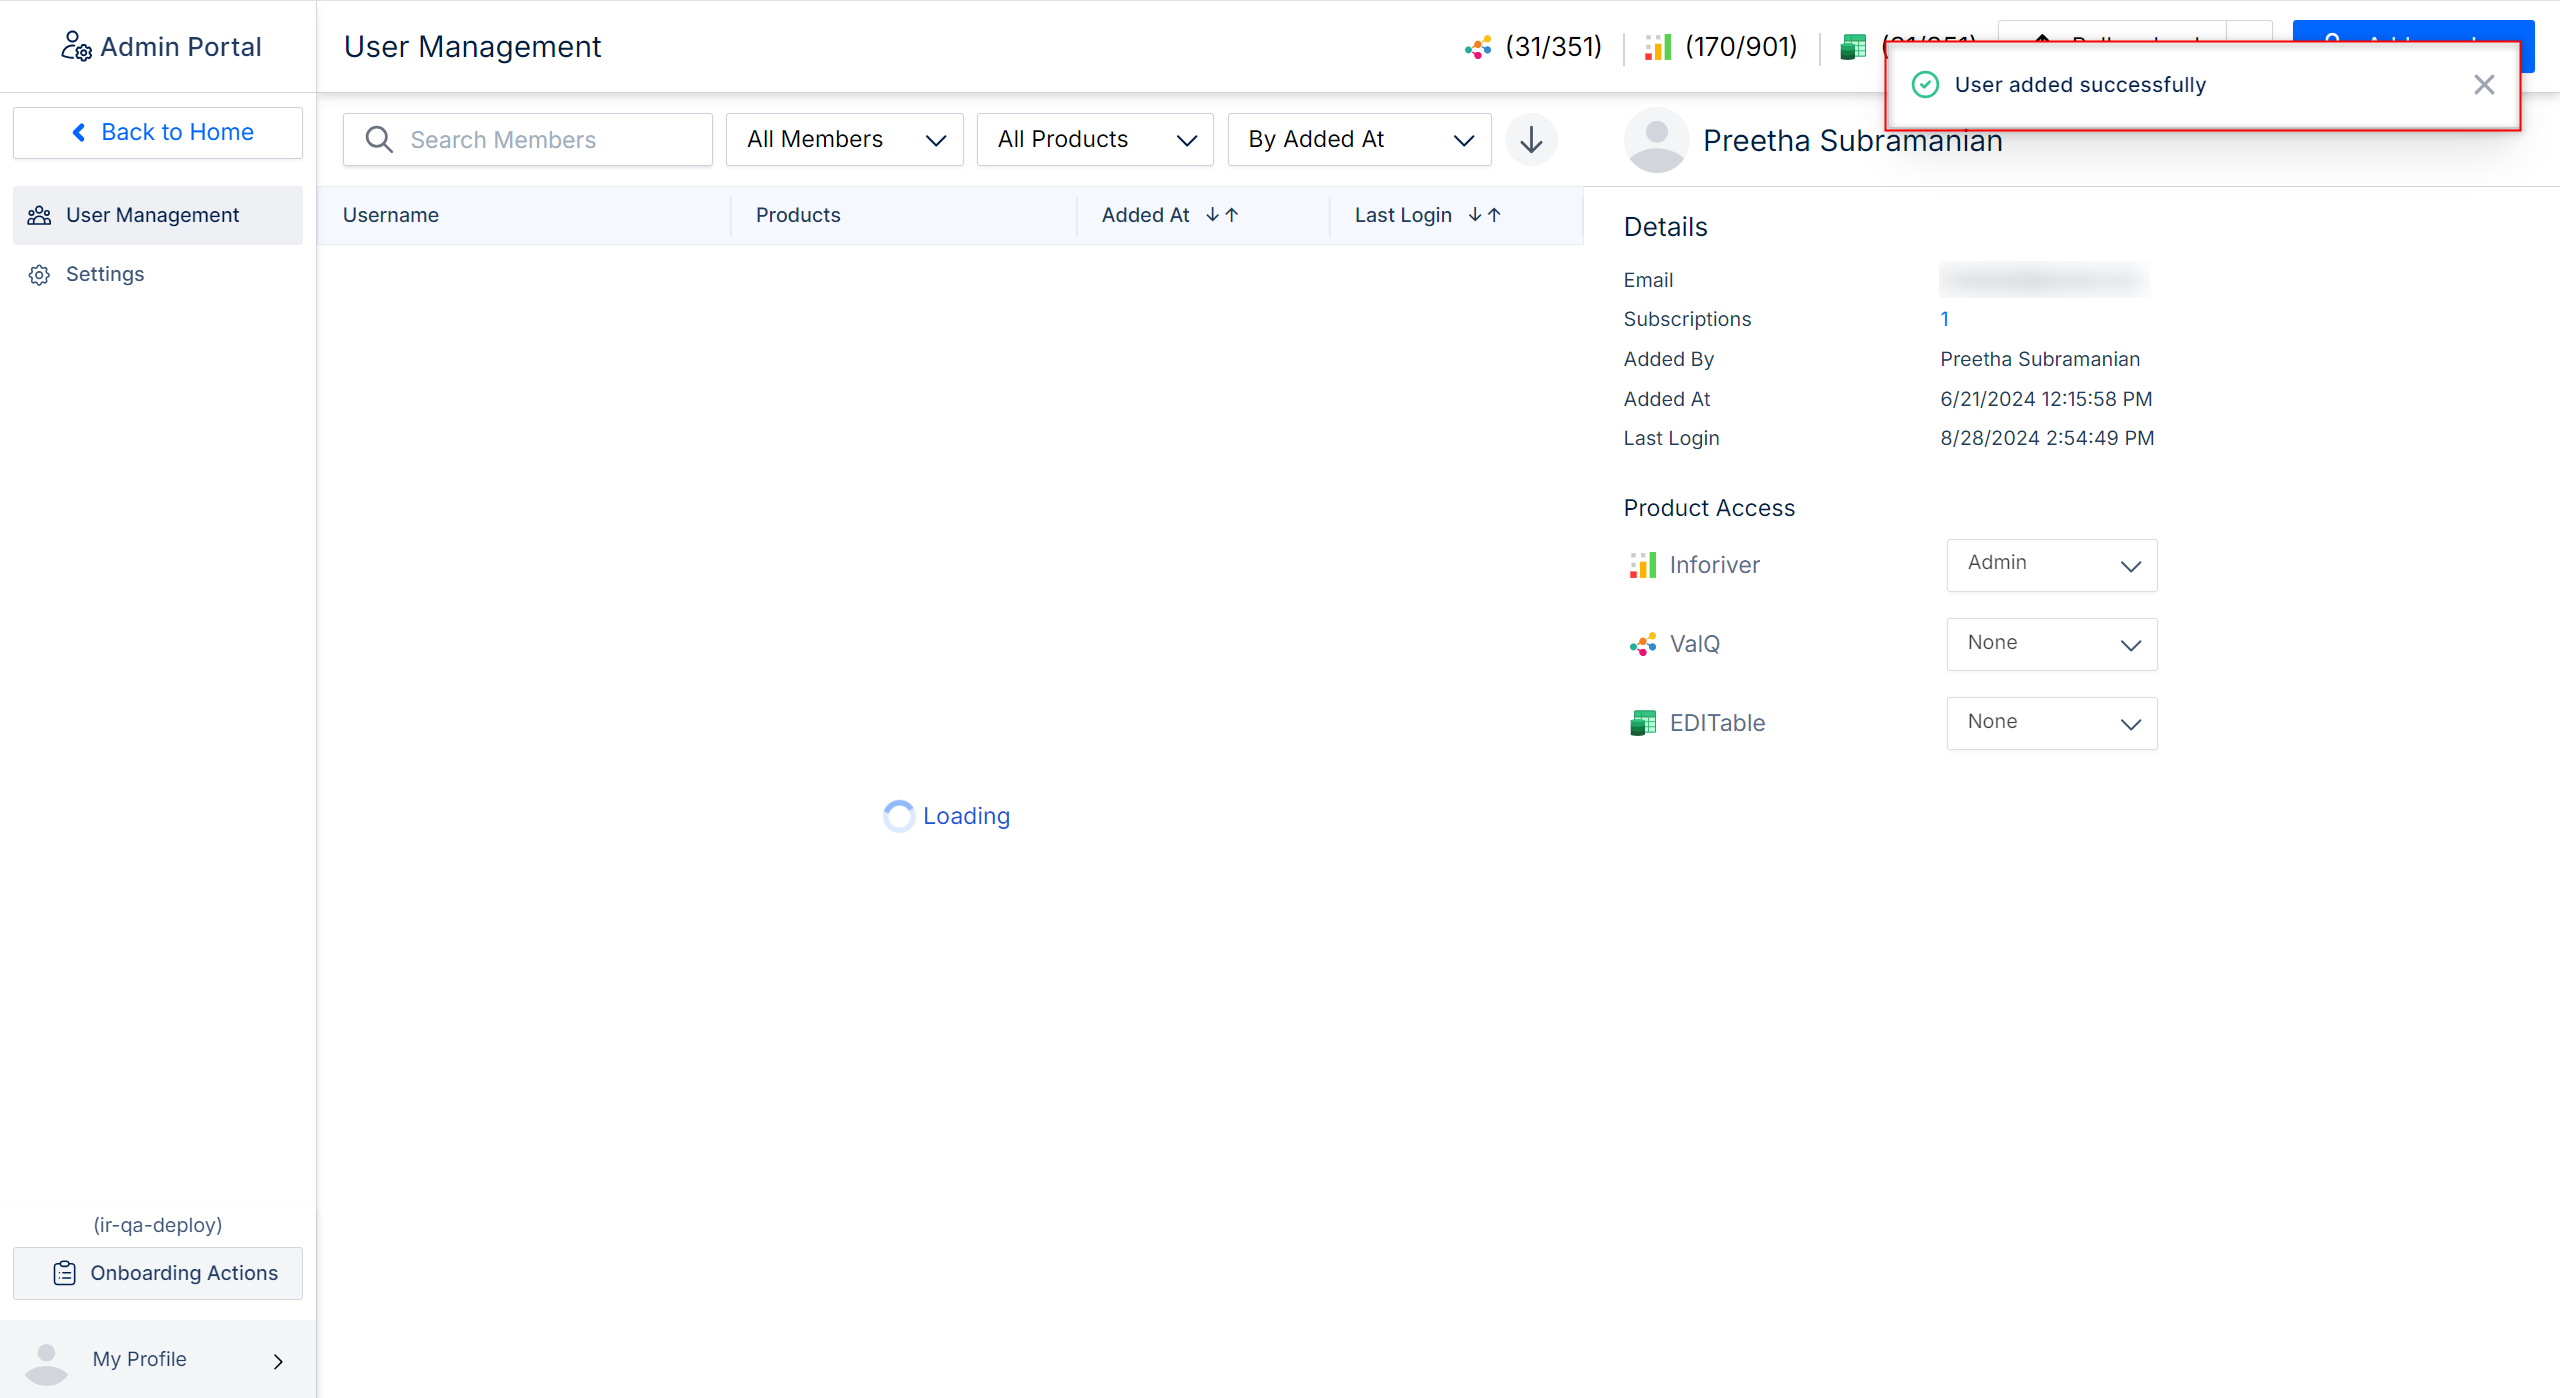 Admin Portal
User Management
(31/351)
(170/901)
User added successfully
Back to Home
Search Members
All Members
All Products
By Added At
Preetha Subramanian
User Management
Settings
Username
Products
Added At
Last Login
Details
Email
Subscriptions
1
Added By
Preetha Subramanian
Added At
6/21/2024 12:15:58 PM
Last Login
8/28/2024 2:54:49 PM
Product Access
Inforiver
Admin
ValQ
None
EDITable
None
Loading
(ir-qa-deploy)
Onboarding Actions
My Profile